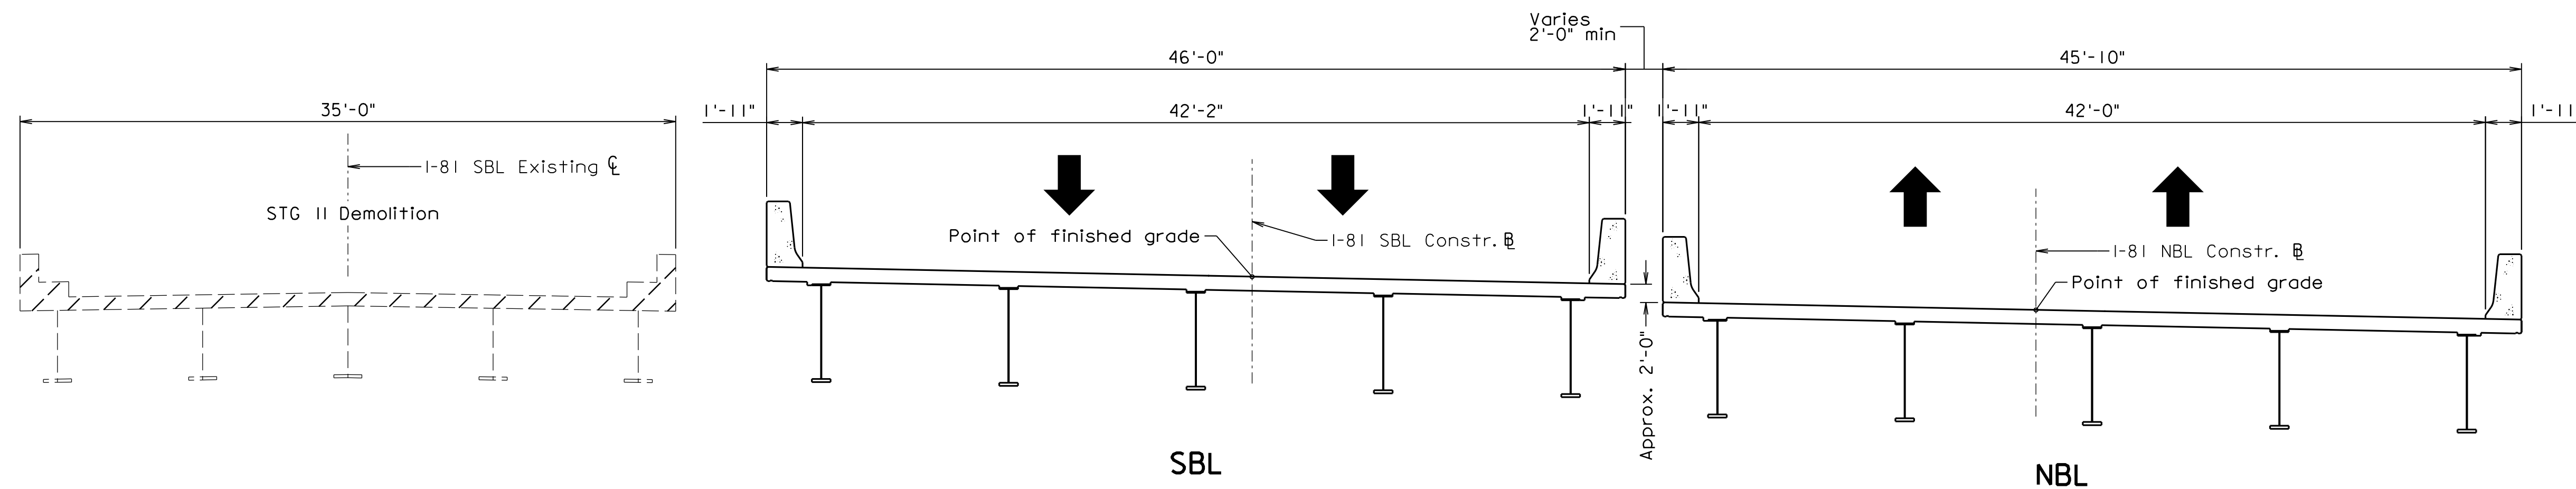 Varies
2'-0" min
46'-0"
45'-10"
35'-0"
1'-11"
42'-2"
1'-11"
1'-11"
42'-0"
1'-11
I-81 SBL Existing ℄
STG II Demolition
Point of finished grade
I-81 SBL Constr. BL
I-81 NBL Constr. BL
Point of finished grade
Approx. 2'-0"
SBL
NBL